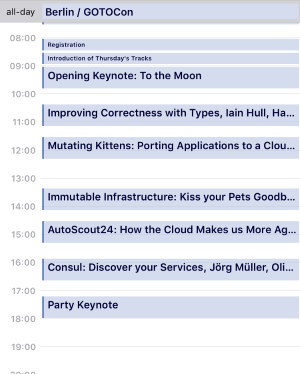 all-day Berlin / GOTOCon
08:00
Registration
Introduction of Thursday's Tracks
09:00
Opening Keynote: To the Moon
10:00
Improving Correctness with Types, Iain Hull, Ha...
11:00
Mutating Kittens: Porting Applications to a Clou...
12:00
13:00
Immutable Infrastructure: Kiss your Pets Goodb...
14:00
AutoScout24: How the Cloud Makes us More Ag...
15:00
16:00
Consul: Discover your Services, Jörg Müller, Oli...
17:00
Party Keynote
18:00
19:00